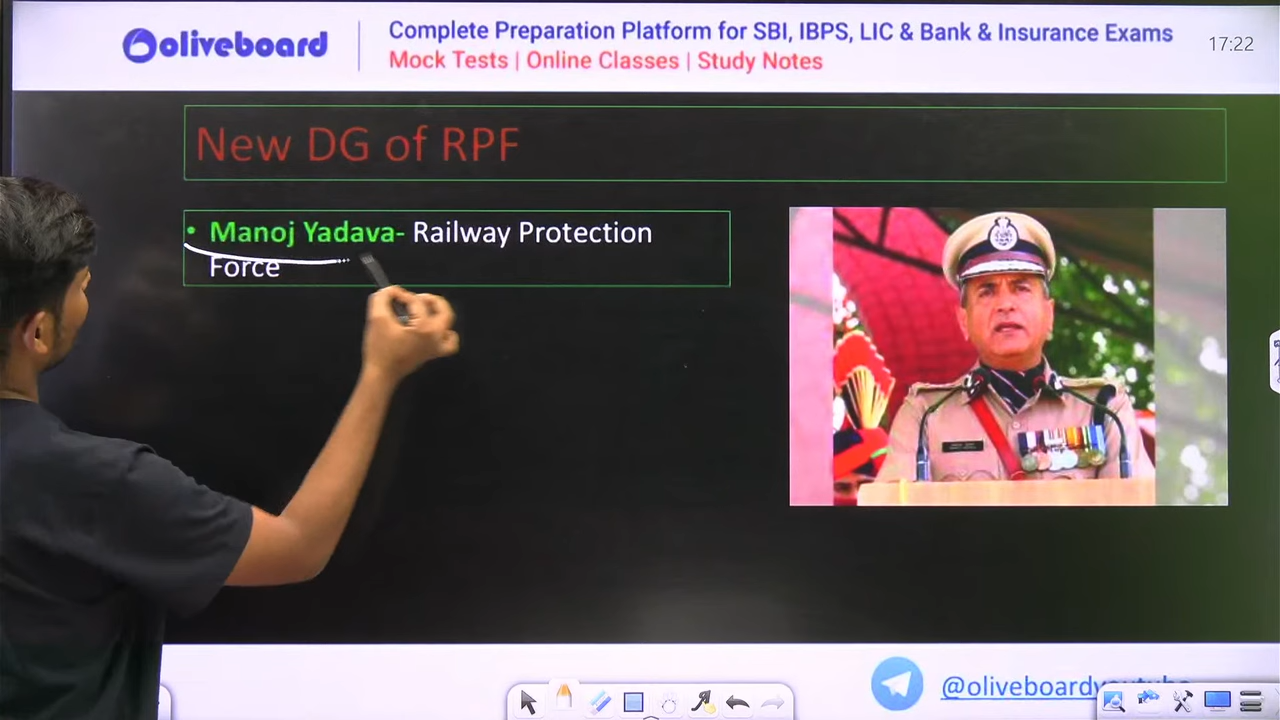 oliveboard
Complete Preparation Platform for SBI, IBPS, LIC & Bank & Insurance Exams
Mock Tests | Online Classes | Study Notes
17:22
New DG of RPF
• Manoj Yadava- Railway Protection
Force
@oliveboardyoutube